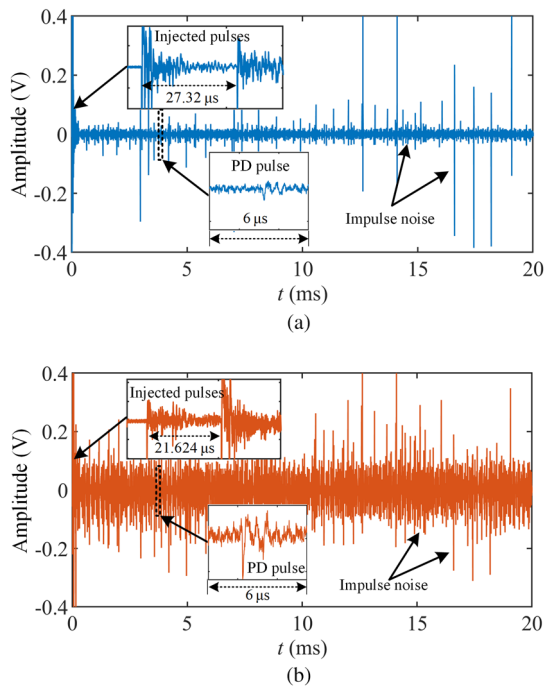 0.4
Injected pulses
0.2
27.32 μs
Amplitude (V)
0
PD pulse
-0.2
6 μs
Impulse noise
-0.4
0 5 10 15 20
t (ms)
(a)
0.4
Injected pulses
0.2
21.624 μs
Amplitude (V)
0
-0.2
PD pulse
6 μs
Impulse noise
-0.4
0 5 10 15 20
t (ms)
(b)